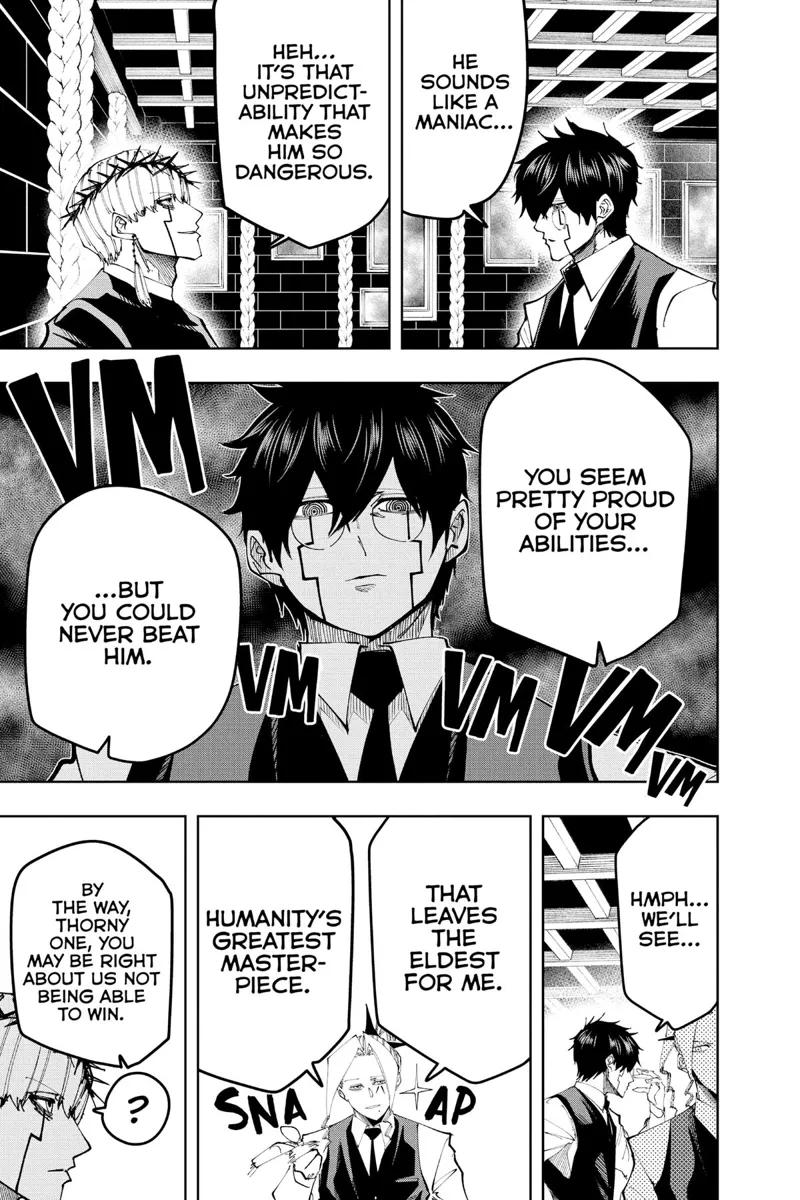 HE
SOUNDS
LIKE A
MANIAC...
HEH...
IT'S THAT
UNPREDICT-
ABILITY THAT
MAKES
HIM SO
DANGEROUS.
YOU SEEM
PRETTY PROUD
OF YOUR
ABILITIES...
...BUT
YOU COULD
NEVER BEAT
HIM.
VM
VM
VM
VM
VM
HMPH...
WE'LL
SEE...
THAT
LEAVES
THE
ELDEST
FOR ME.
HUMANITY'S
GREATEST
MASTER-
PIECE.
SNA
AP
BY
THE WAY,
THORNY
ONE, YOU
MAY BE RIGHT
ABOUT US NOT
BEING ABLE
TO WIN.
?